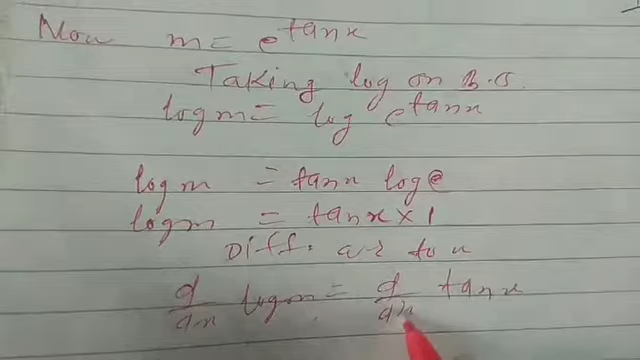 Now m = e^tanx
Taking log on B.S.
log m = log e^tanx
log m = tanx log e
log m = tanx × 1
Diff. w.r to x
d/dx log m = d/dx tanx